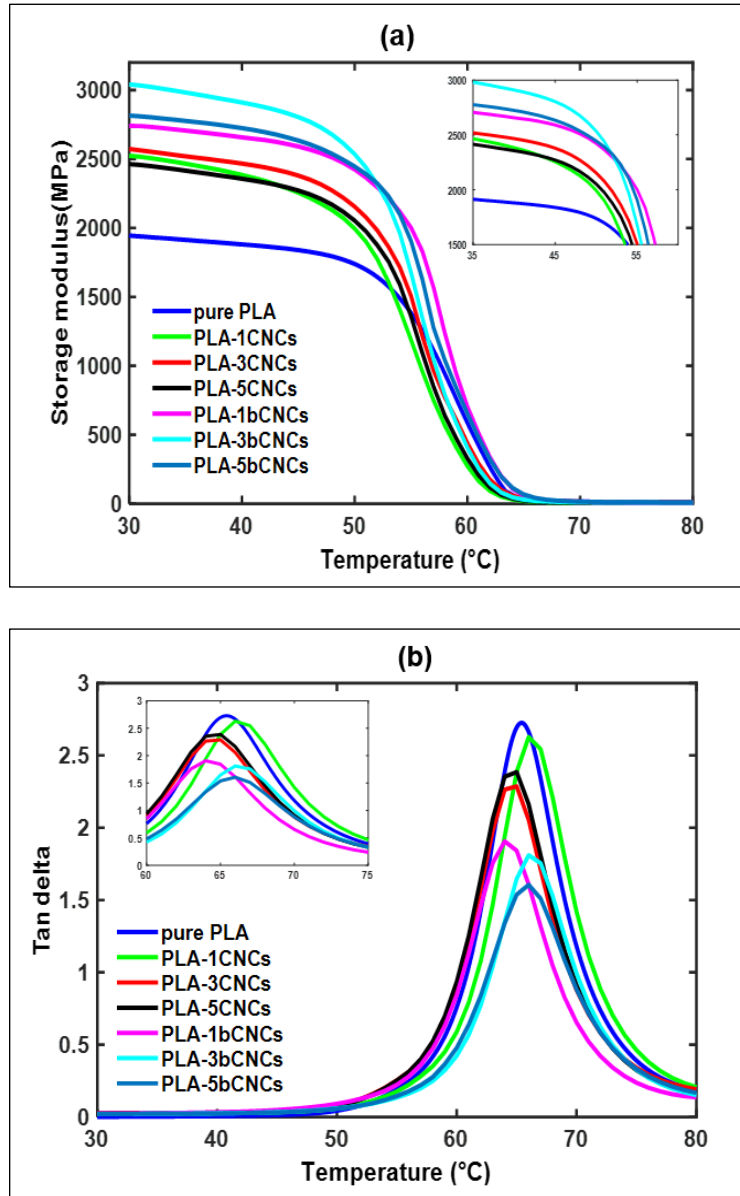 (a)
3000
2500
2000
1500
1000
500
0
Storage modulus(MPa)
3000
2500
2000
1500
35
45
55
pure PLA
PLA-1CNCs
PLA-3CNCs
PLA-5CNCs
PLA-1bCNCs
PLA-3bCNCs
PLA-5bCNCs
30 40 50 60 70 80
Temperature (°C)
(b)
3
2.5
2
1.5
1
0.5
0
Tan delta
3
2.5
2
1.5
1
0.5
0
60 65 70 75
pure PLA
PLA-1CNCs
PLA-3CNCs
PLA-5CNCs
PLA-1bCNCs
PLA-3bCNCs
PLA-5bCNCs
30 40 50 60 70 80
Temperature (°C)